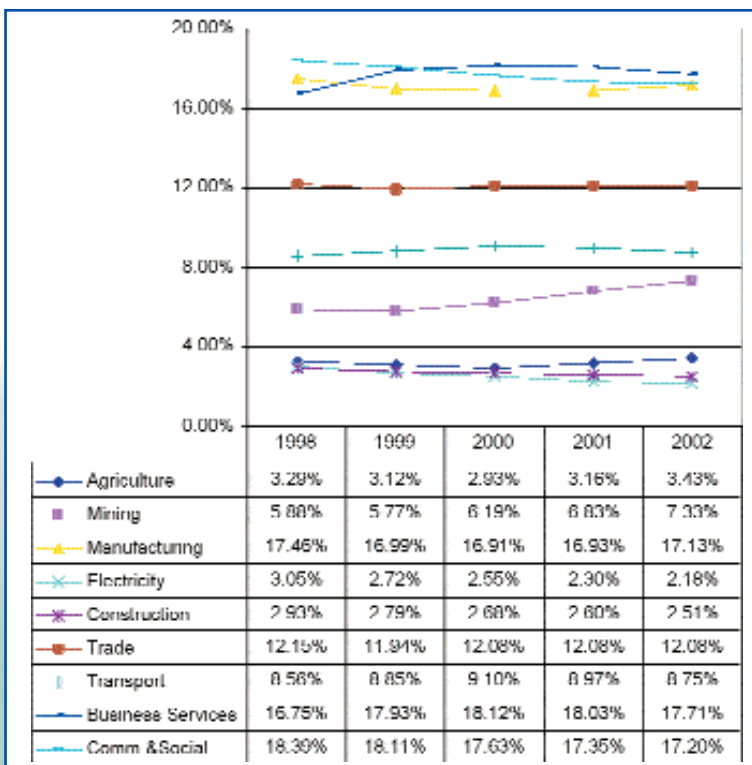 20.00%
16.00%
12.00%
8.00%
4.00%
0.00%
1998 1999 2000 2001 2002
Agriculture 3.29% 3.12% 2.93% 3.16% 3.43%
Mining 5.88% 5.77% 6.19% 6.83% 7.33%
Manufacturing 17.46% 16.99% 16.91% 16.93% 17.13%
Electricity 3.05% 2.72% 2.55% 2.30% 2.18%
Construction 2.93% 2.79% 2.68% 2.60% 2.51%
Trade 12.15% 11.94% 12.08% 12.08% 12.08%
Transport 8.56% 8.85% 9.10% 8.97% 8.75%
Business Services 16.75% 17.93% 18.12% 18.03% 17.71%
Comm &Social 18.39% 18.11% 17.63% 17.35% 17.20%